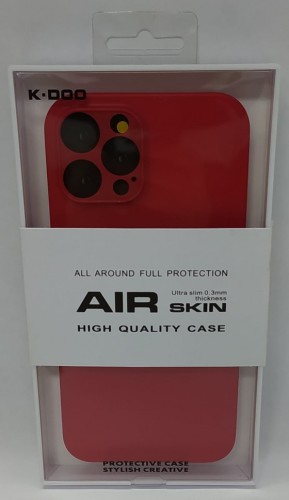 K-DOO
ALL AROUND FULL PROTECTION
AIR SKIN
Ultra slim 0.3mm
thickness
HIGH QUALITY CASE
PROTECTIVE CASE
STYLISH CREATIVE